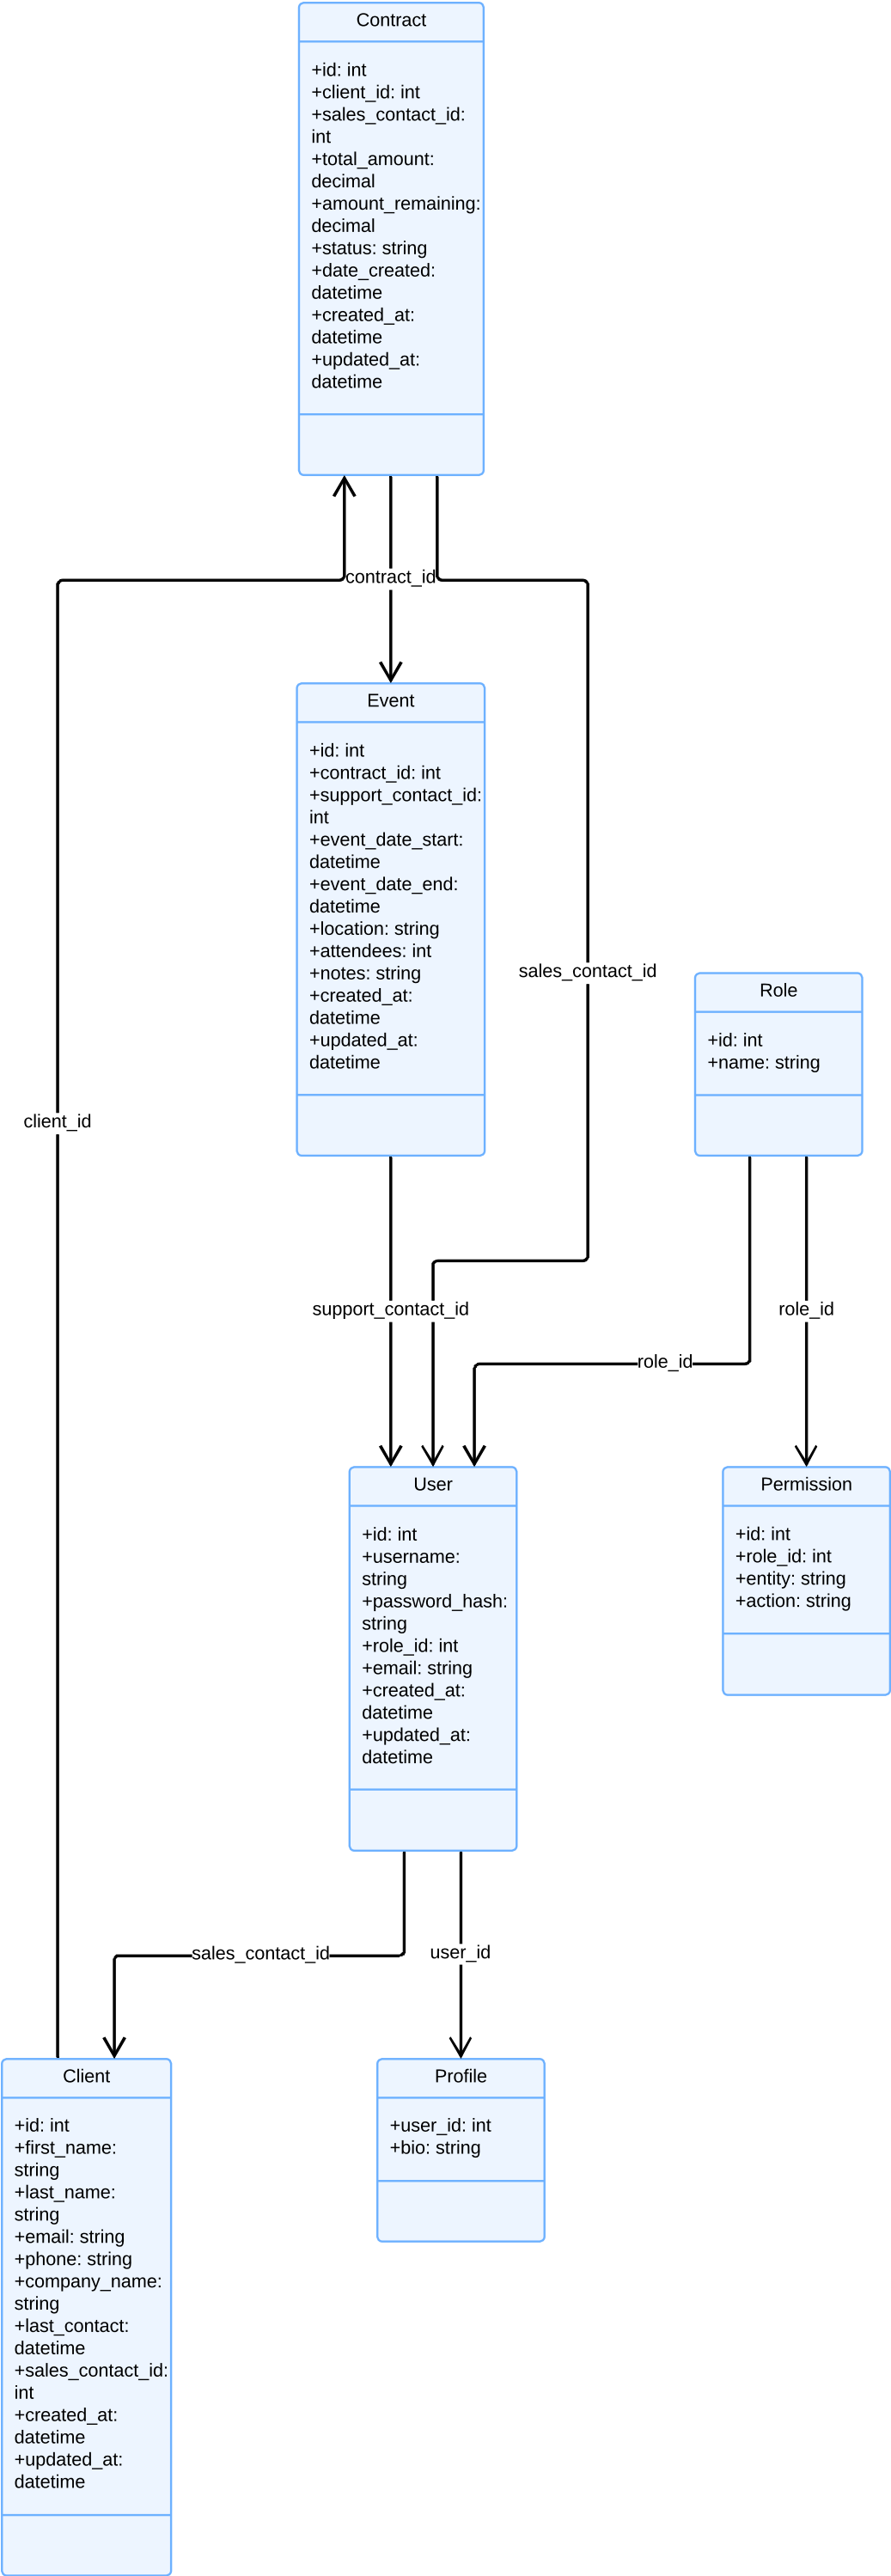 Contract
+id: int
+client_id: int
+sales_contact_id:
int
+total_amount:
decimal
+amount_remaining:
decimal
+status: string
+date_created:
datetime
+created_at:
datetime
+updated_at:
datetime
contract_id
Event
+id: int
+contract_id: int
+support_contact_id:
int
+event_date_start:
datetime
+event_date_end:
datetime
+location: string
+attendees: int
+notes: string
+created_at:
datetime
+updated_at:
datetime
sales_contact_id
Role
+id: int
+name: string
client_id
support_contact_id
role_id
role_id
User
+id: int
+username:
string
+password_hash:
string
+role_id: int
+email: string
+created_at:
datetime
+updated_at:
datetime
Permission
+id: int
+role_id: int
+entity: string
+action: string
sales_contact_id
user_id
Client
+id: int
+first_name:
string
+last_name:
string
+email: string
+phone: string
+company_name:
string
+last_contact:
datetime
+sales_contact_id:
int
+created_at:
datetime
+updated_at:
datetime
Profile
+user_id: int
+bio: string